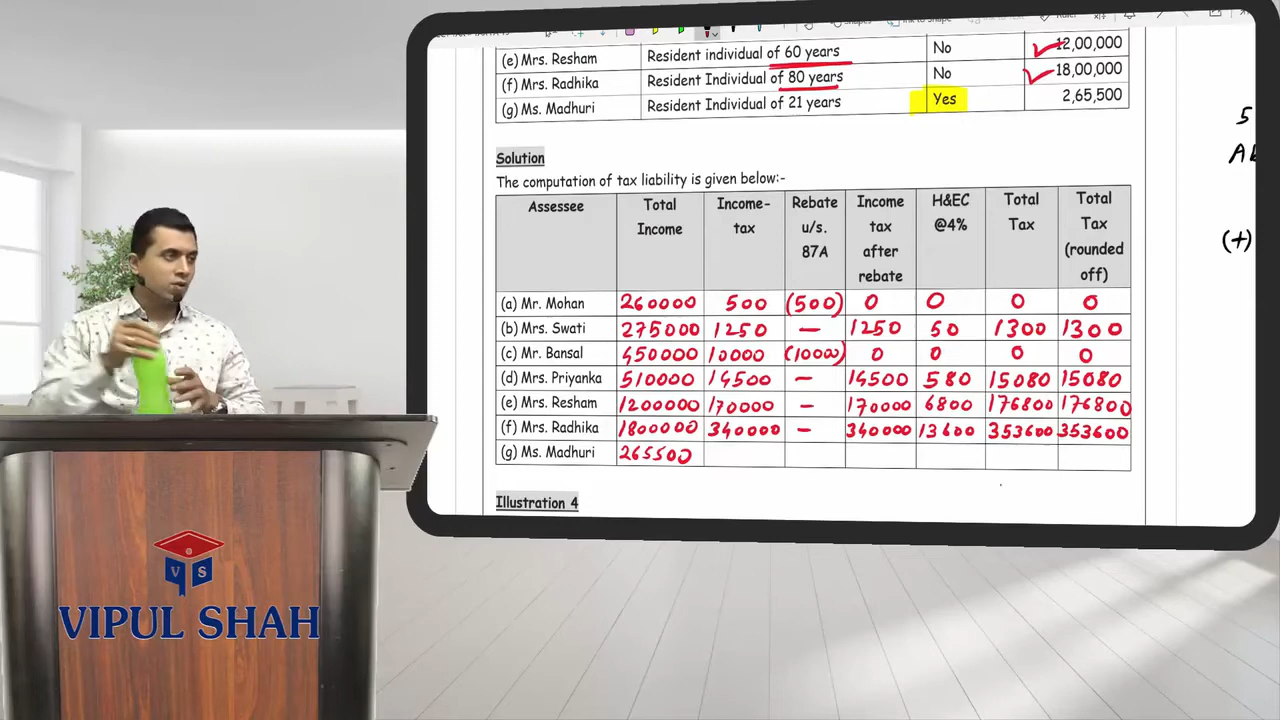 (e) Mrs. Resham Resident individual of 60 years No 12,00,000
(f) Mrs. Radhika Resident Individual of 80 years No 18,00,000
(g) Ms. Madhuri Resident Individual of 21 years Yes 2,65,500
5
(+)
Solution
The computation of tax liability is given below:-
Assessee Total Income Income-tax Rebate u/s. 87A Income tax after rebate H&EC @4% Total Tax Total Tax (rounded off)
(a) Mr. Mohan 260000 500 (500) 0 0 0 0
(b) Mrs. Swati 275000 1250 — 1250 50 1300 1300
(c) Mr. Bansal 450000 10000 (10000) 0 0 0 0
(d) Mrs. Priyanka 510000 14500 — 14500 580 15080 15080
(e) Mrs. Resham 1200000 170000 — 170000 6800 176800 176800
(f) Mrs. Radhika 1800000 340000 — 340000 13600 353600 353600
(g) Ms. Madhuri 265500
Illustration 4
V S
VIPUL SHAH